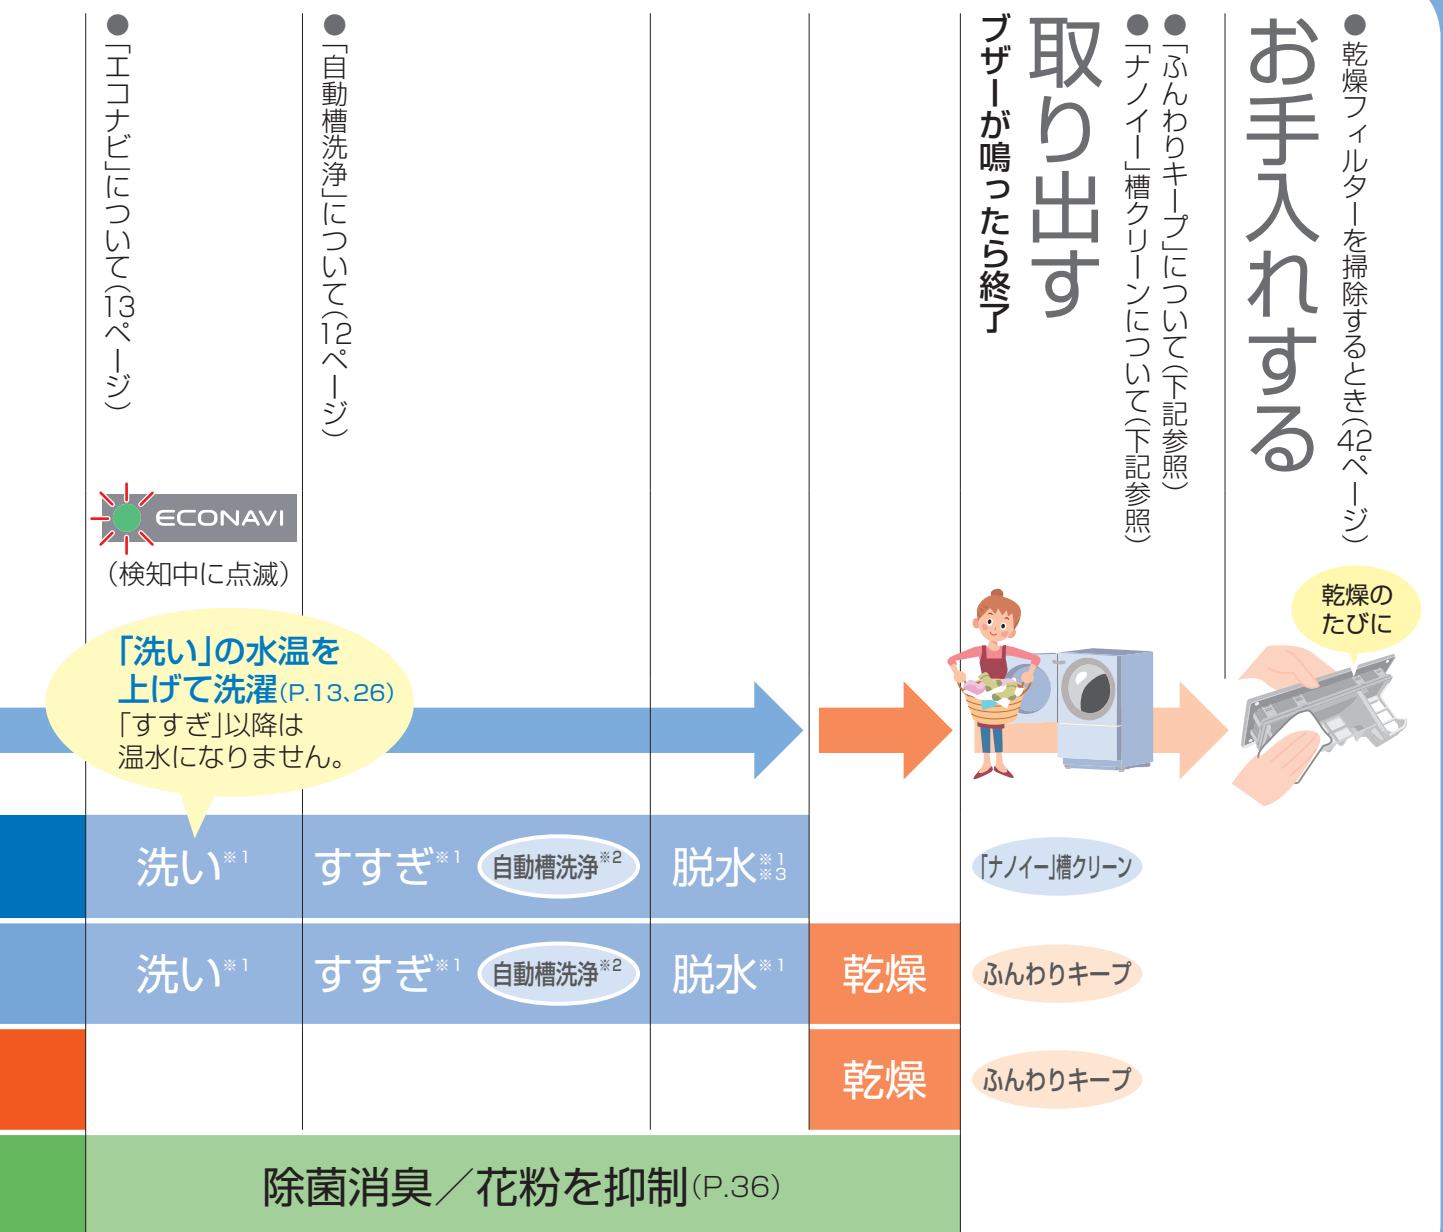 ●「エコナビ」について(13ページ)
●「自動槽洗浄」について(12ページ)
ブザーが鳴ったら終了
取り出す
●「ナノイー」槽クリーンについて(下記参照)
●「ふんわりキープ」について(下記参照)
お手入れする
●乾燥フィルターを掃除するとき(42ページ)
ECONAVI
(検知中に点滅)
「洗い」の水温を
上げて洗濯(P.13、26)
「すすぎ」以降は
温水になりません。
乾燥の
たびに
洗い※1 すすぎ※1 自動槽洗浄※2 脱水※1※3 「ナノイー」槽クリーン
洗い※1 すすぎ※1 自動槽洗浄※2 脱水※1 乾燥 ふんわりキープ
乾燥 ふんわりキープ
除菌消臭／花粉を抑制(P.36)